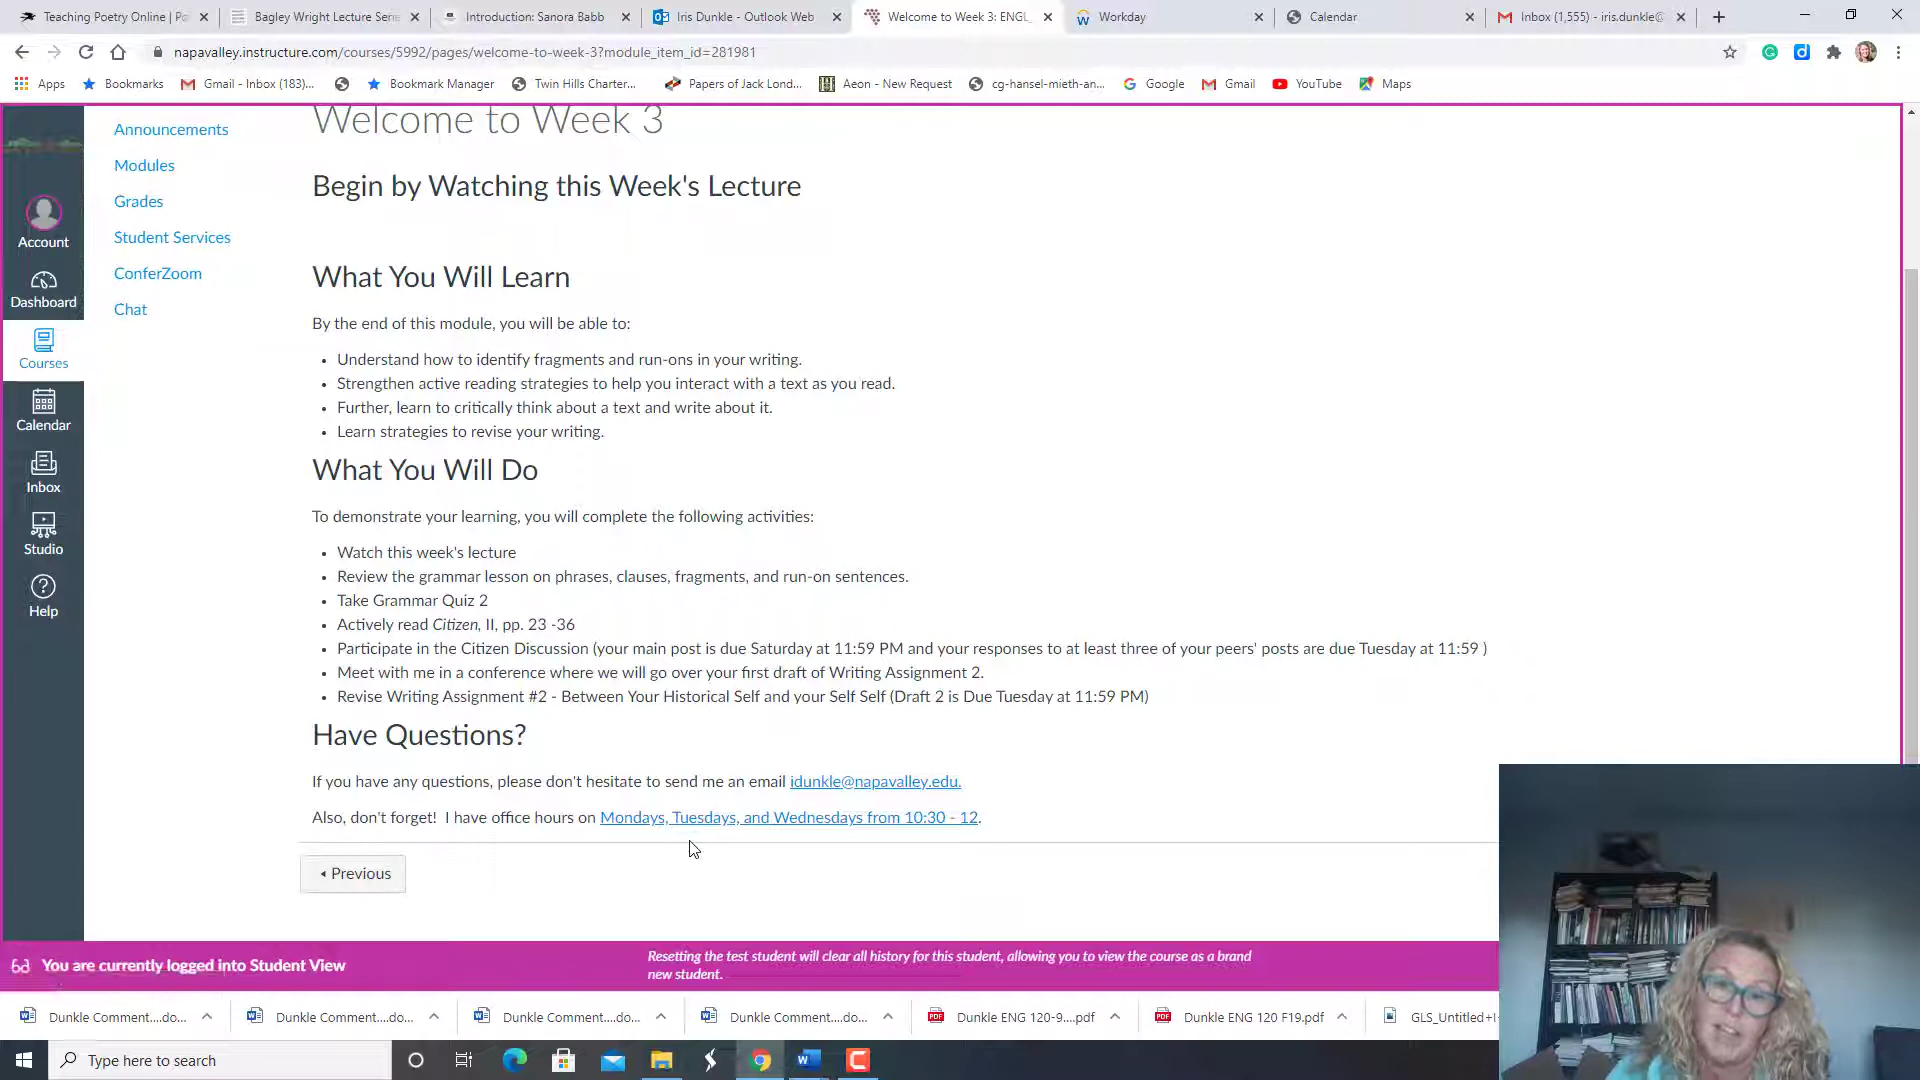 Teaching Poetry Online | Po
Bagley Wright Lecture Serie
Introduction: Sanora Babb
Iris Dunkle - Outlook Web
Welcome to Week 3: ENGL
Workday
Calendar
Inbox (1,555) - iris.dunkle@
napavalley.instructure.com/courses/5992/pages/welcome-to-week-3?module_item_id=281981
Apps
Bookmarks
Gmail - Inbox (183)...
Bookmark Manager
Twin Hills Charter...
Papers of Jack Lond...
Aeon - New Request
cg-hansel-mieth-an...
Google
Gmail
YouTube
Maps
Account
Dashboard
Courses
Calendar
Inbox
Studio
Help
Announcements
Modules
Grades
Student Services
ConferZoom
Chat
Welcome to Week 3
Begin by Watching this Week's Lecture
What You Will Learn
By the end of this module, you will be able to:
• Understand how to identify fragments and run-ons in your writing.
• Strengthen active reading strategies to help you interact with a text as you read.
• Further, learn to critically think about a text and write about it.
• Learn strategies to revise your writing.
What You Will Do
To demonstrate your learning, you will complete the following activities:
• Watch this week's lecture
• Review the grammar lesson on phrases, clauses, fragments, and run-on sentences.
• Take Grammar Quiz 2
• Actively read Citizen, II, pp. 23 -36
• Participate in the Citizen Discussion (your main post is due Saturday at 11:59 PM and your responses to at least three of your peers' posts are due Tuesday at 11:59 )
• Meet with me in a conference where we will go over your first draft of Writing Assignment 2.
• Revise Writing Assignment #2 - Between Your Historical Self and your Self Self (Draft 2 is Due Tuesday at 11:59 PM)
Have Questions?
If you have any questions, please don't hesitate to send me an email idunkle@napavalley.edu.
Also, don't forget! I have office hours on Mondays, Tuesdays, and Wednesdays from 10:30 - 12.
Previous
You are currently logged into Student View
Resetting the test student will clear all history for this student, allowing you to view the course as a brand
new student.
Dunkle Comment....do...
Dunkle Comment....do...
Dunkle Comment....do...
Dunkle Comment....do...
Dunkle ENG 120-9....pdf
Dunkle ENG 120 F19.pdf
GLS_Untitled+I
Type here to search